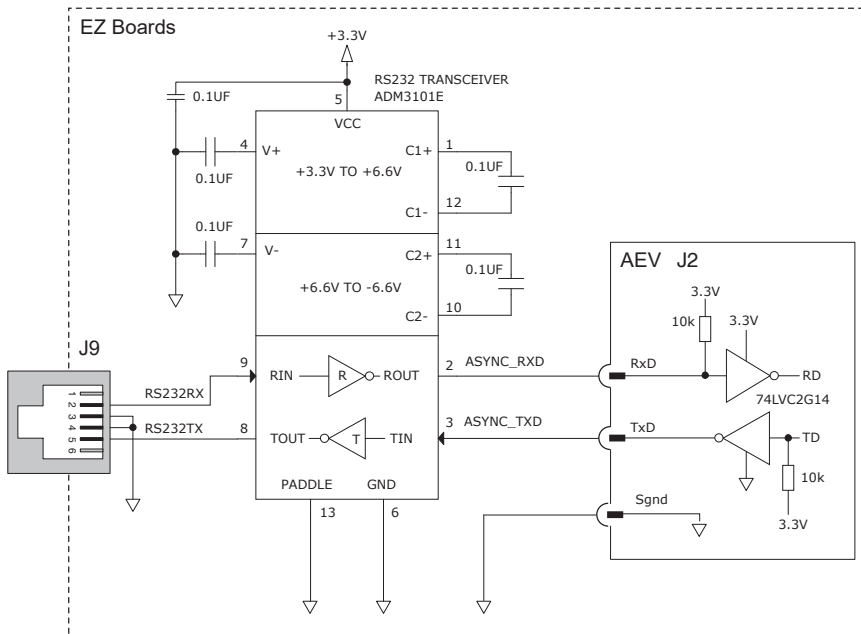 EZ Boards
+3.3V
RS232 TRANSCEIVER
ADM3101E
0.1UF
5
VCC
4
V+
C1+
1
0.1UF
+3.3V TO +6.6V
0.1UF
C1-
12
0.1UF
7
V-
C2+
11
+6.6V TO -6.6V
0.1UF
C2-
10
AEV J2
3.3V
10k
3.3V
J9
9
RIN
R
ROUT
2
ASYNC_RXD
RxD
RD
1
2
3
4
5
6
RS232RX
74LVC2G14
RS232TX
8
TOUT
T
TIN
3
ASYNC_TXD
TxD
TD
10k
PADDLE
GND
Sgnd
3.3V
13
6